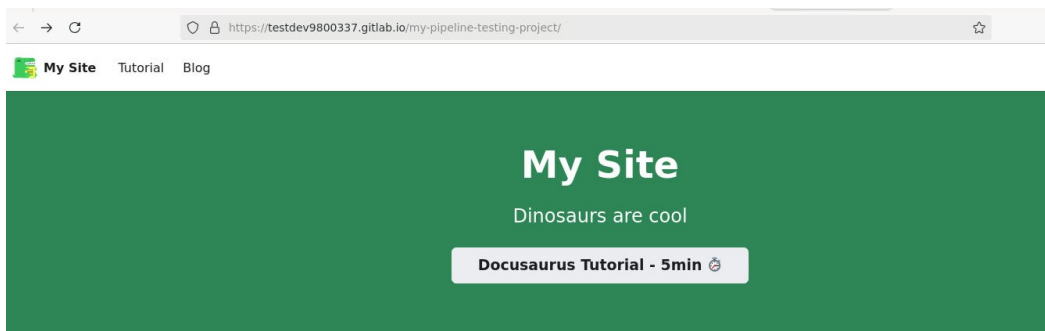 https://testdev9800337.gitlab.io/my-pipeline-testing-project/
My Site Tutorial Blog
My Site
Dinosaurs are cool
Docusaurus Tutorial - 5min ⏱️